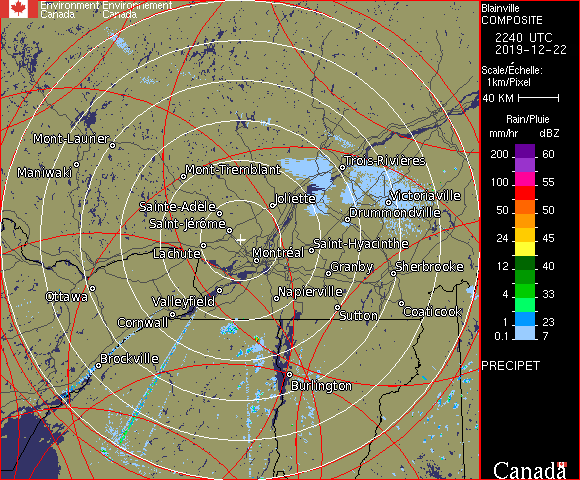 Environment Environnement
Canada Canada
Blainville
COMPOSITE
2240 UTC
2019-12-22
Scale/Échelle:
1km/Pixel
40 KM
Rain/Pluie
mm/hr dBZ
200 60
100 55
50 50
24 45
12 40
4 33
1 23
0.1 7
PRECIPET
Mont-Laurier
Maniwaki
Mont-Tremblant
Trois-Rivières
Joliette
Victoriaville
Sainte-Adèle
Drummondville
Saint-Jérôme
Saint-Hyacinthe
Lachute
Montréal
Granby
Sherbrooke
Ottawa
Valleyfield
Napierville
Sutton
Coaticook
Cornwall
Brockville
Burlington
Canada